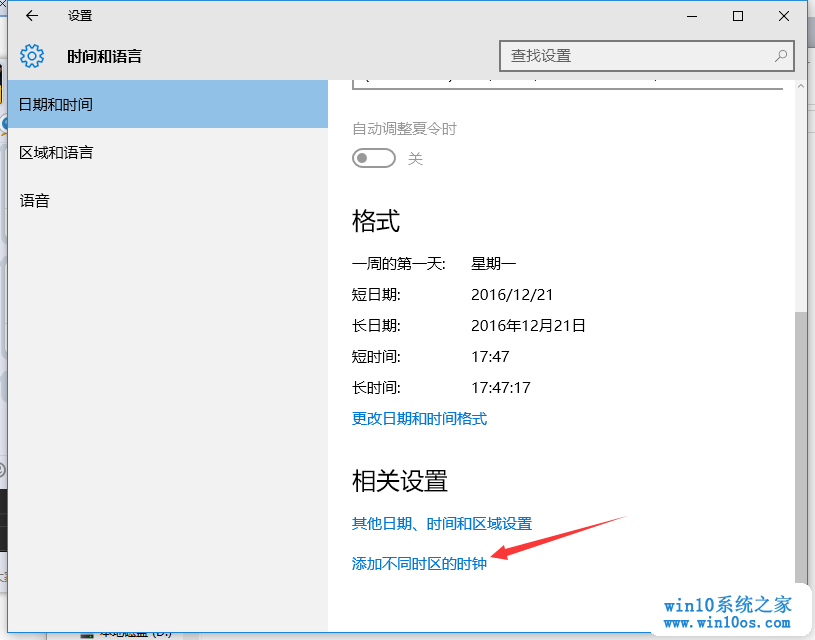 设置
时间和语言
查找设置
日期和时间
区域和语言
语音
自动调整夏令时
关
格式
一周的第一天: 星期一
短日期: 2016/12/21
长日期: 2016年12月21日
短时间: 17:47
长时间: 17:47:17
更改日期和时间格式
相关设置
其他日期、时间和区域设置
添加不同时区的时钟
win10系统之家
www.win10os.com
本地磁盘 (D:)